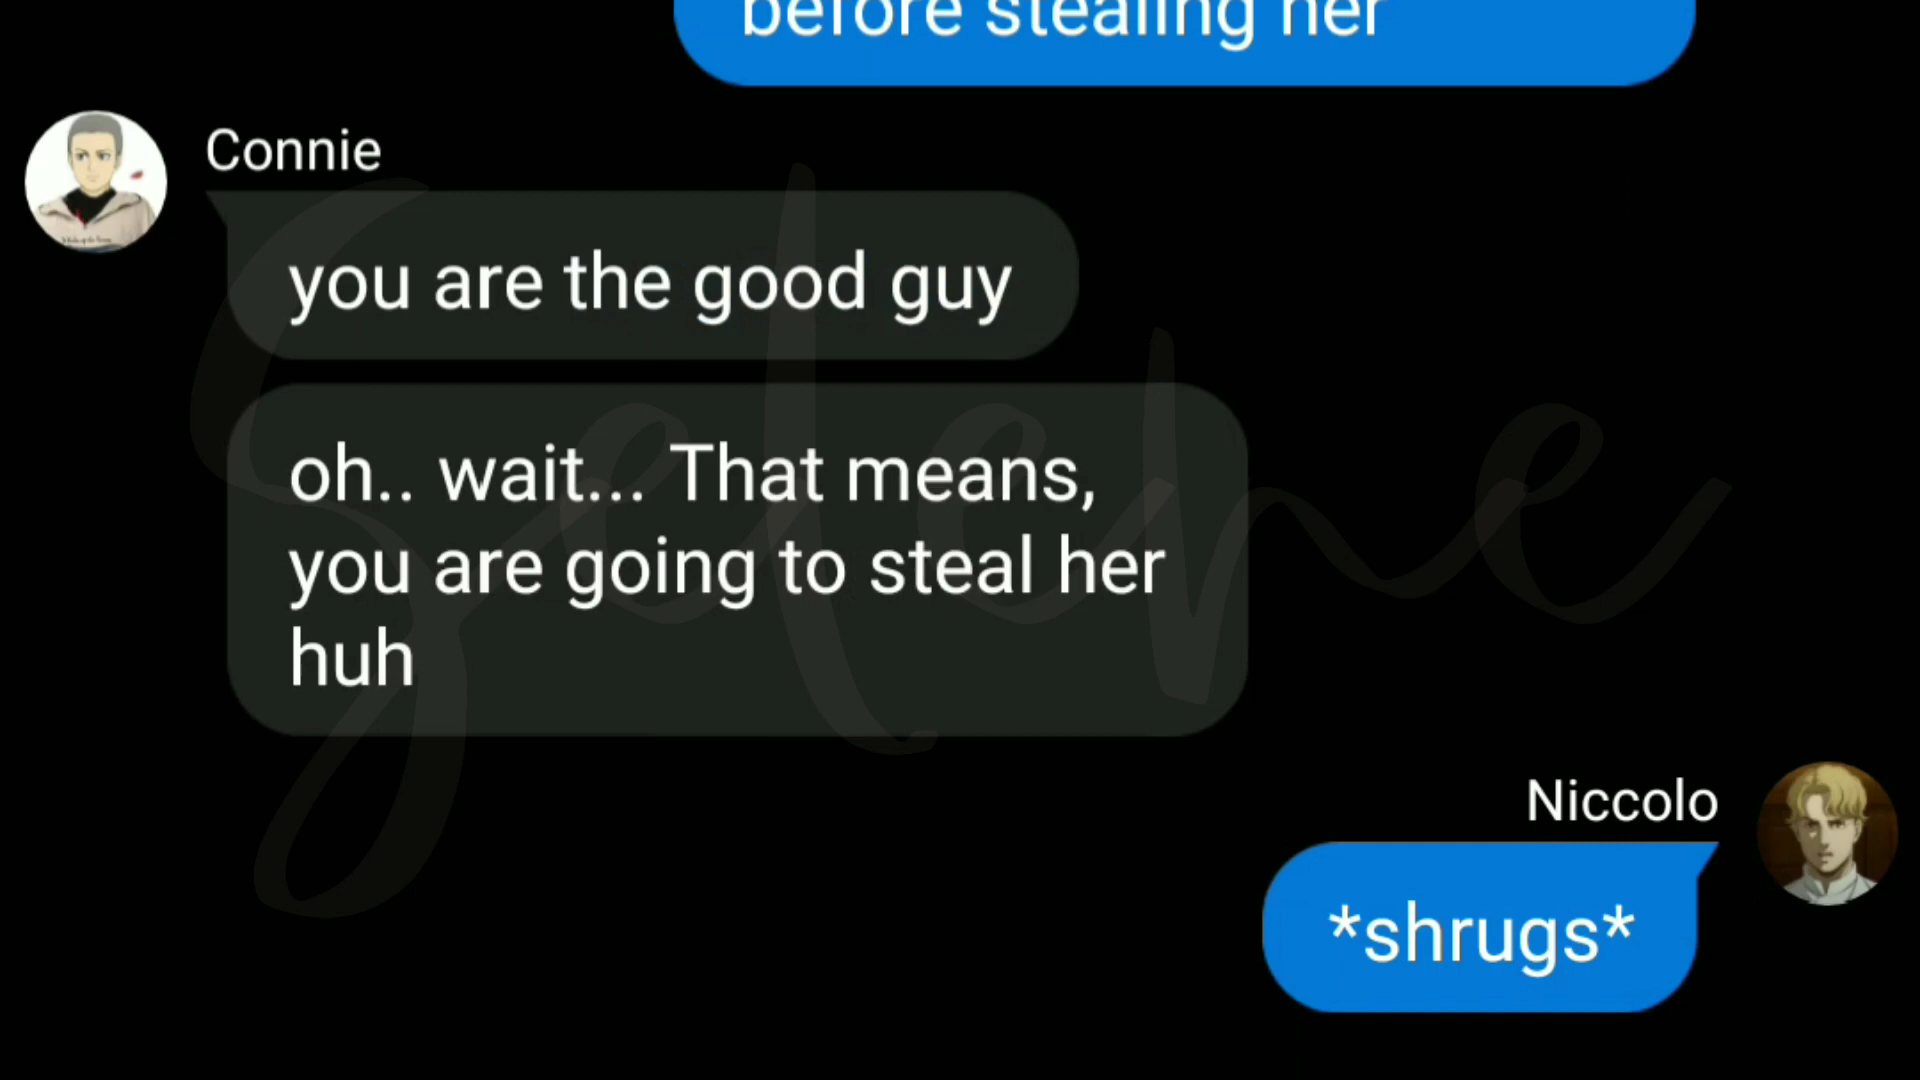 before stealing her
Connie
you are the good guy
oh.. wait... That means,
you are going to steal her
huh
Niccolo
*shrugs*
Selene